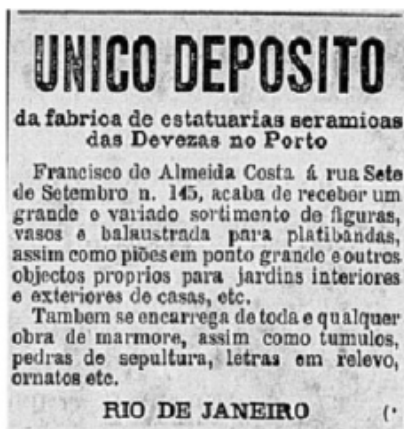 UNICO DEPOSITO
da fabrica de estatuarias seramicas
das Devezas no Porto
Francisco de Almeida Costa á rua Sete
de Setembro n. 145, acaba de receber um
grande e variado sortimento de figuras,
vasos e balaustrada para platibandas,
assim como piões em ponto grande e outros
objectos proprios para jardins interiores
e exteriores de casas, etc.
Tambem se encarrega de toda e qualquer
obra de marmore, assim como tumulos,
pedras de sepultura, letras em relevo,
ornatos etc.
RIO DE JANEIRO (·